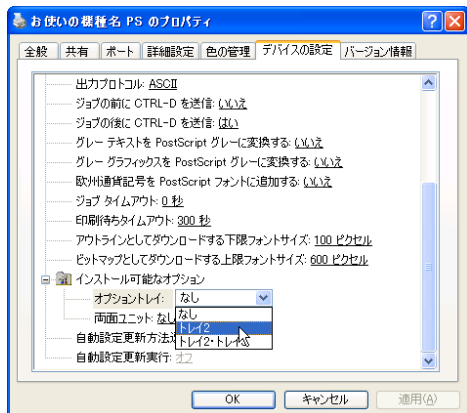 お使いの機種名 PS のプロパティ
全般 共有 ポート 詳細設定 色の管理 デバイスの設定 バージョン情報
出力プロトコル: ASCII
ジョブの前に CTRL-D を送信: いいえ
ジョブの後に CTRL-D を送信: はい
グレー テキストを PostScript グレーに変換する: いいえ
グレー グラフィックスを PostScript グレーに変換する: いいえ
欧州通貨記号を PostScript フォントに追加する: いいえ
ジョブ タイムアウト: 0 秒
印刷待ちタイムアウト: 300 秒
アウトラインとしてダウンロードする下限フォントサイズ: 100 ピクセル
ビットマップとしてダウンロードする上限フォントサイズ: 600 ピクセル
インストール可能なオプション
オプショントレイ: なし
なし
両面ユニット: なし
トレイ2
自動設定更新方法
トレイ2・トレイ
自動設定更新実行: オフ
OK キャンセル 適用(A)